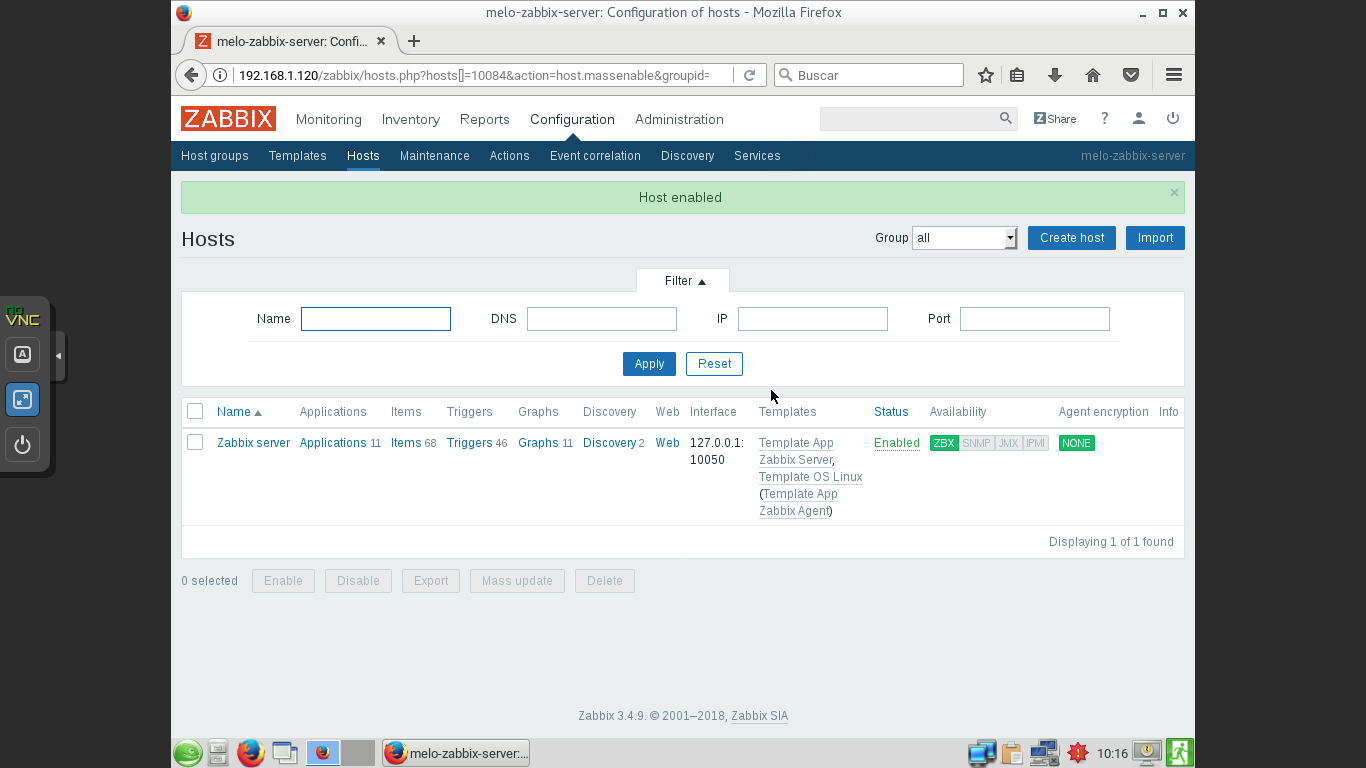 melo-zabbix-server: Configuration of hosts - Mozilla Firefox
melo-zabbix-server: Confi...
192.168.1.120/zabbix/hosts.php?hosts[]=10084&action=host.massenable&groupid=
Buscar
ZABBIX Monitoring Inventory Reports Configuration Administration Z Share ?
Host groups Templates Hosts Maintenance Actions Event correlation Discovery Services melo-zabbix-server
Host enabled
Hosts Group all Create host Import
Filter
Name DNS IP Port
Apply Reset
Name Applications Items Triggers Graphs Discovery Web Interface Templates Status Availability Agent encryption Info
Zabbix server Applications 11 Items 68 Triggers 46 Graphs 11 Discovery 2 Web 127.0.0.1: Template App Enabled ZBX SNMP JMX IPMI NONE
10050 Zabbix Server,
Template OS Linux
(Template App
Zabbix Agent)
Displaying 1 of 1 found
0 selected Enable Disable Export Mass update Delete
Zabbix 3.4.9. © 2001–2018, Zabbix SIA
melo-zabbix-server:... 10:16
no
VNC
A